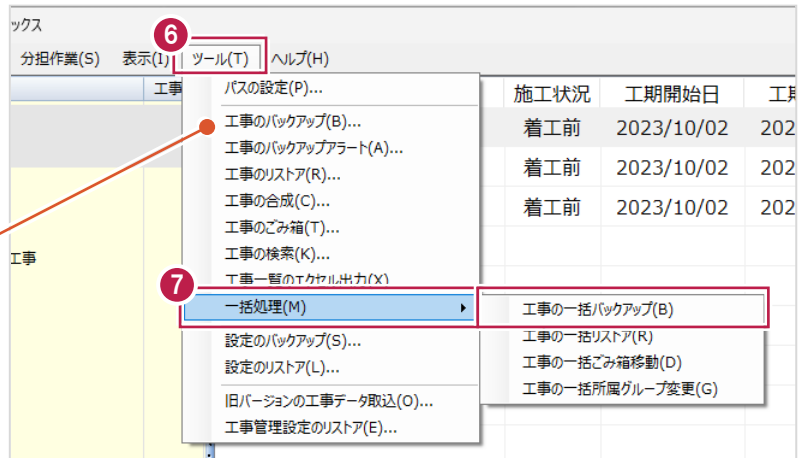 ックス
6
分担作業(S) 表示(I) ツール(T) ヘルプ(H)
工事
施工状況 工期開始日
着工前 2023/10/02 202
着工前 2023/10/02 202
着工前 2023/10/02 202
工事
パスの設定(P)...
工事のバックアップ(B)...
工事のバックアップアラート(A)...
工事のリストア(R)...
工事の合成(C)...
工事のごみ箱(T)...
工事の検索(K)...
工事一覧のエクセル出力(X)
7
一括処理(M)
設定のバックアップ(S)...
設定のリストア(L)...
旧バージョンの工事データ取込(O)...
工事管理設定のリストア(E)...
工事の一括バックアップ(B)
工事の一括リストア(R)
工事の一括ごみ箱移動(D)
工事の一括所属グループ変更(G)